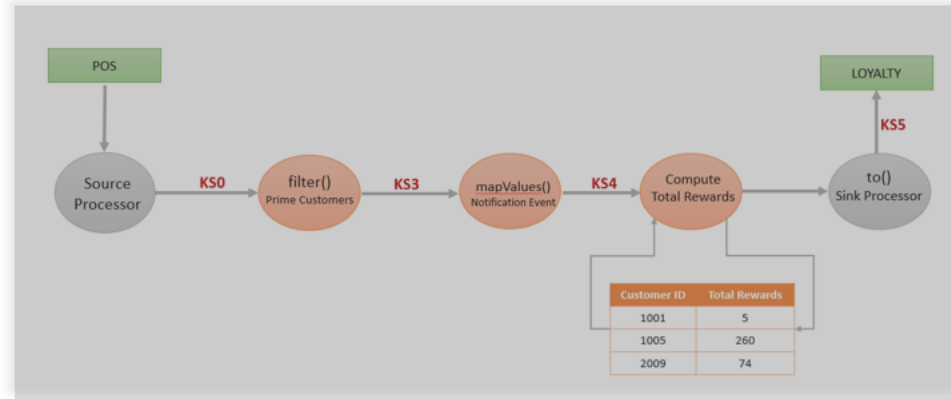 POS
LOYALTY
KS5
Source
Processor
KS0
filter()
Prime Customers
KS3
mapValues()
Notification Event
KS4
Compute
Total Rewards
to()
Sink Processor
Customer ID Total Rewards
1001 5
1005 260
2009 74